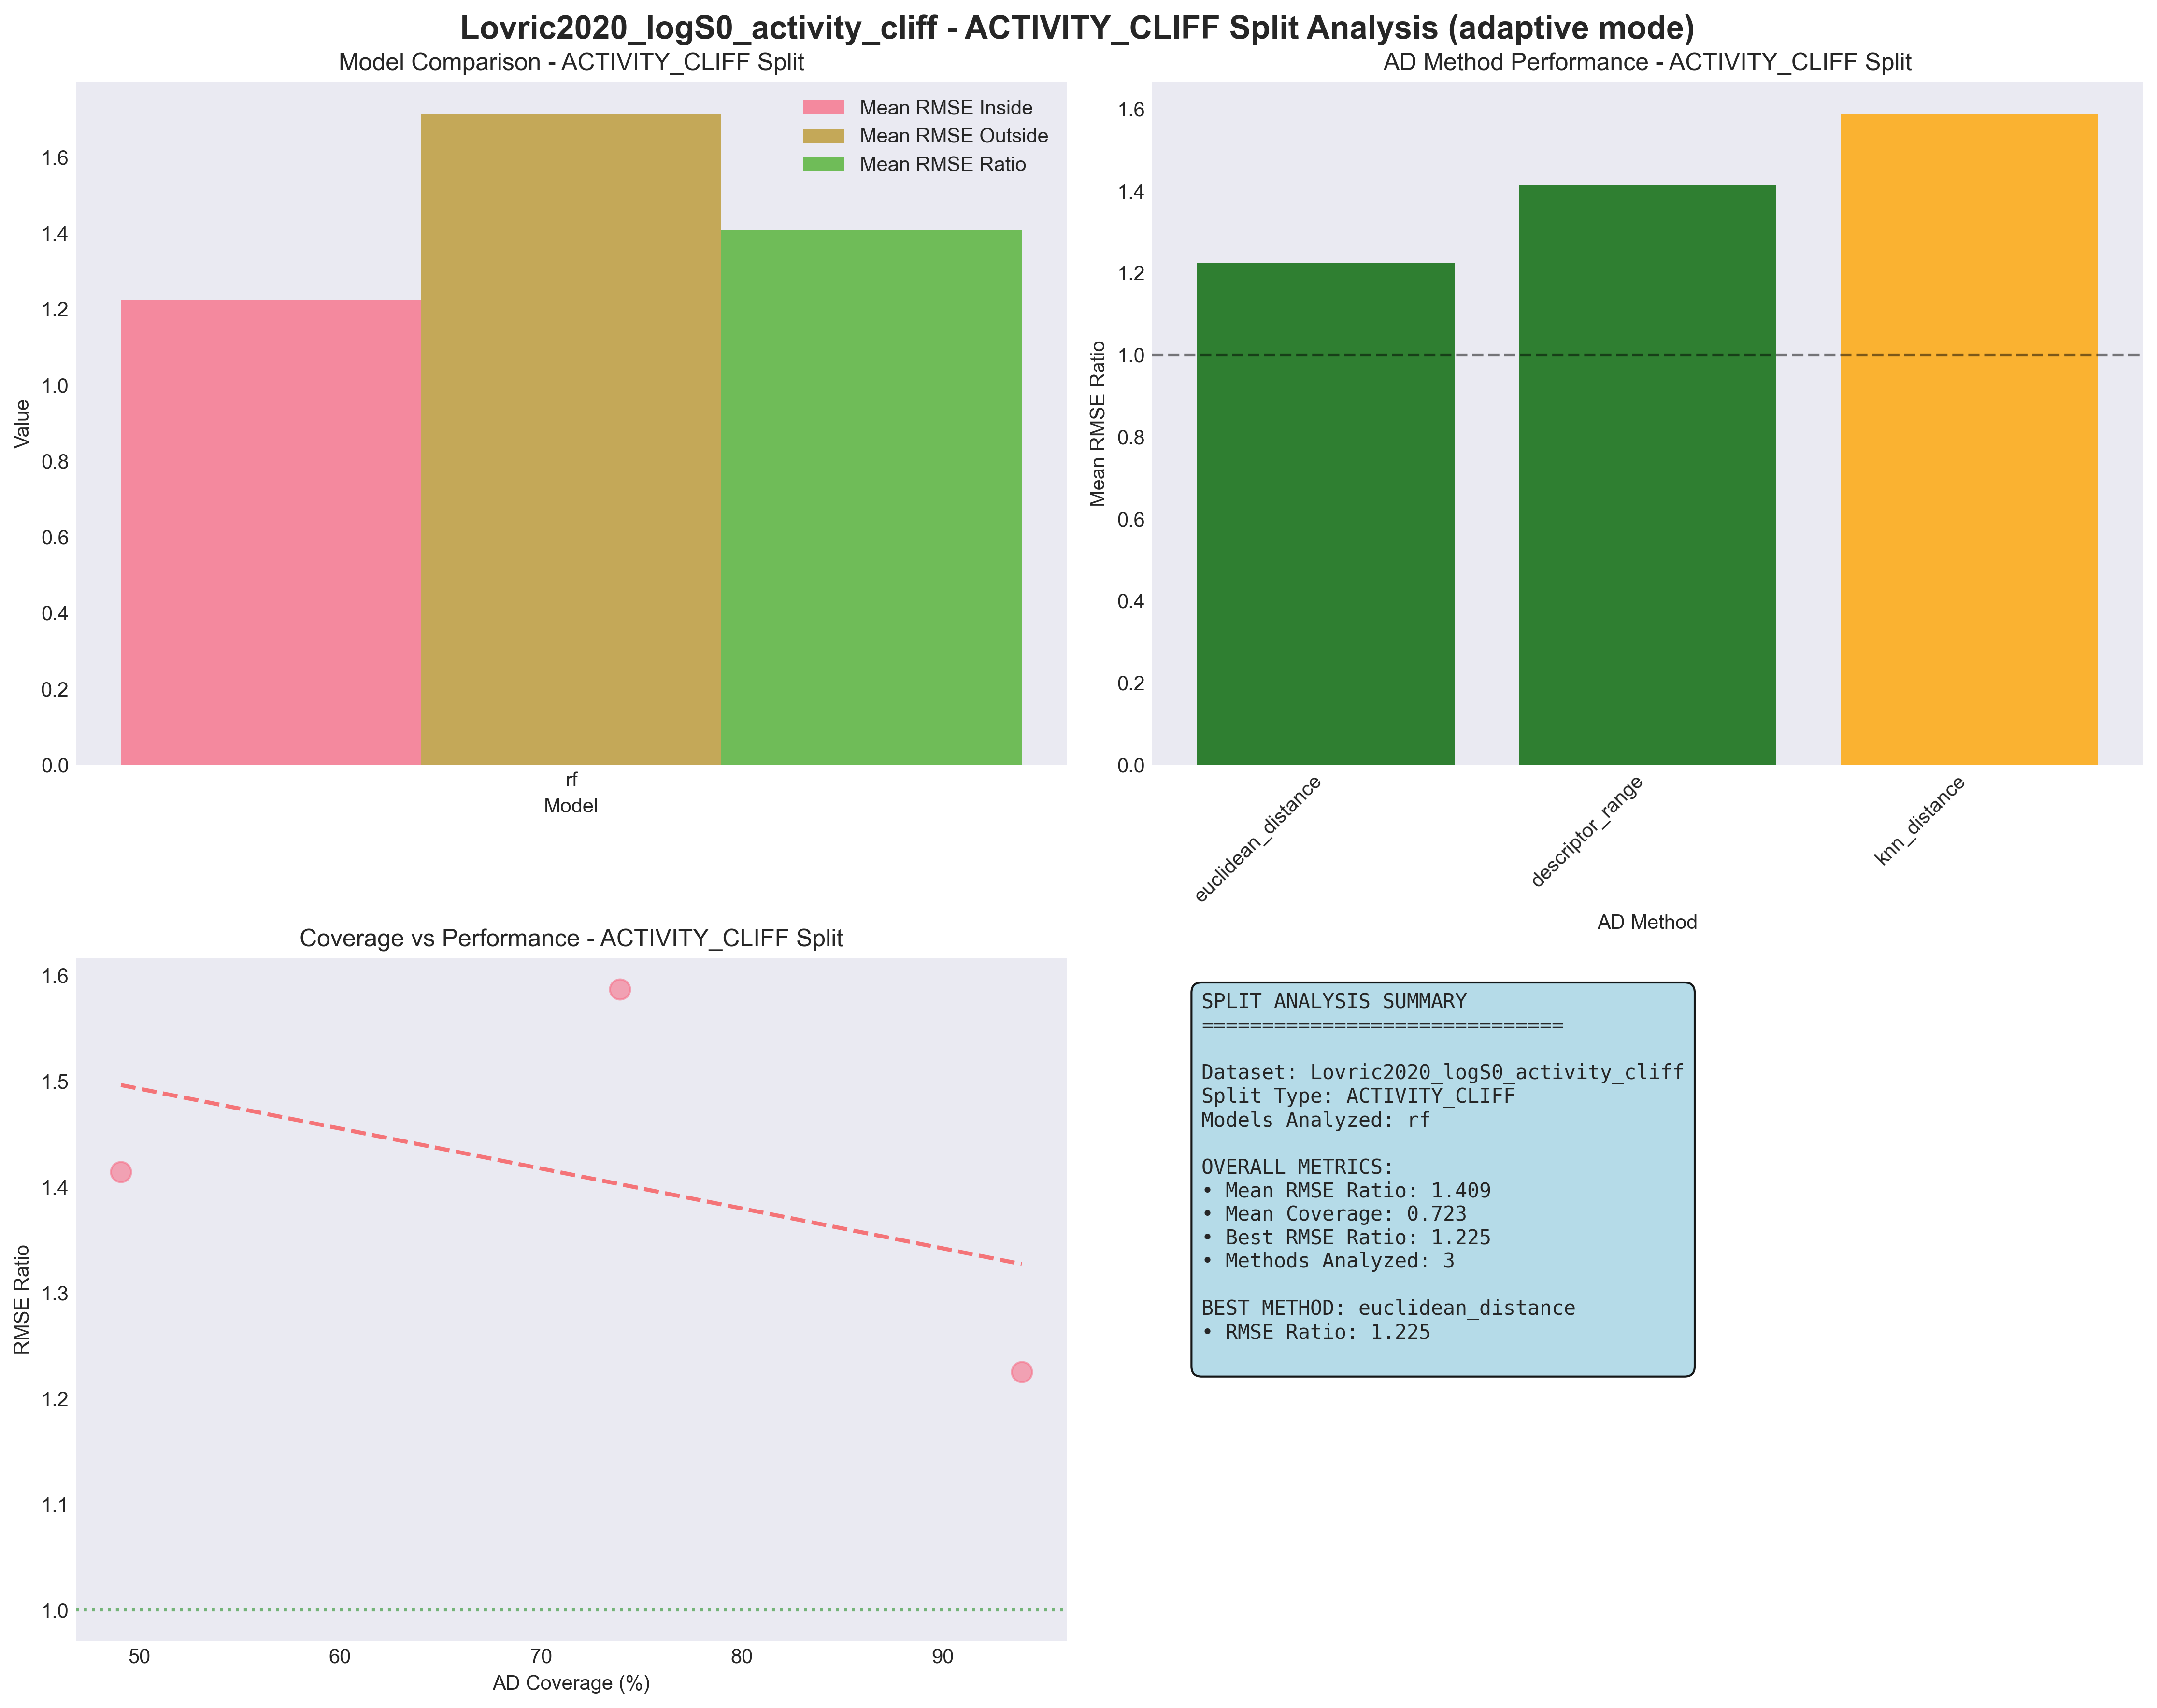 Lovric2020_logS0_activity_cliff - ACTIVITY_CLIFF Split Analysis (adaptive mode)
Model Comparison - ACTIVITY_CLIFF Split
Mean RMSE Inside
Mean RMSE Outside
Mean RMSE Ratio
Value
1.6
1.4
1.2
1.0
0.8
0.6
0.4
0.2
0.0
rf
Model
AD Method Performance - ACTIVITY_CLIFF Split
Mean RMSE Ratio
1.6
1.4
1.2
1.0
0.8
0.6
0.4
0.2
0.0
euclidean_distance
descriptor_range
knn_distance
AD Method
Coverage vs Performance - ACTIVITY_CLIFF Split
RMSE Ratio
1.6
1.5
1.4
1.3
1.2
1.1
1.0
50
60
70
80
90
AD Coverage (%)
SPLIT ANALYSIS SUMMARY
==============================
Dataset: Lovric2020_logS0_activity_cliff
Split Type: ACTIVITY_CLIFF
Models Analyzed: rf
OVERALL METRICS:
• Mean RMSE Ratio: 1.409
• Mean Coverage: 0.723
• Best RMSE Ratio: 1.225
• Methods Analyzed: 3
BEST METHOD: euclidean_distance
• RMSE Ratio: 1.225